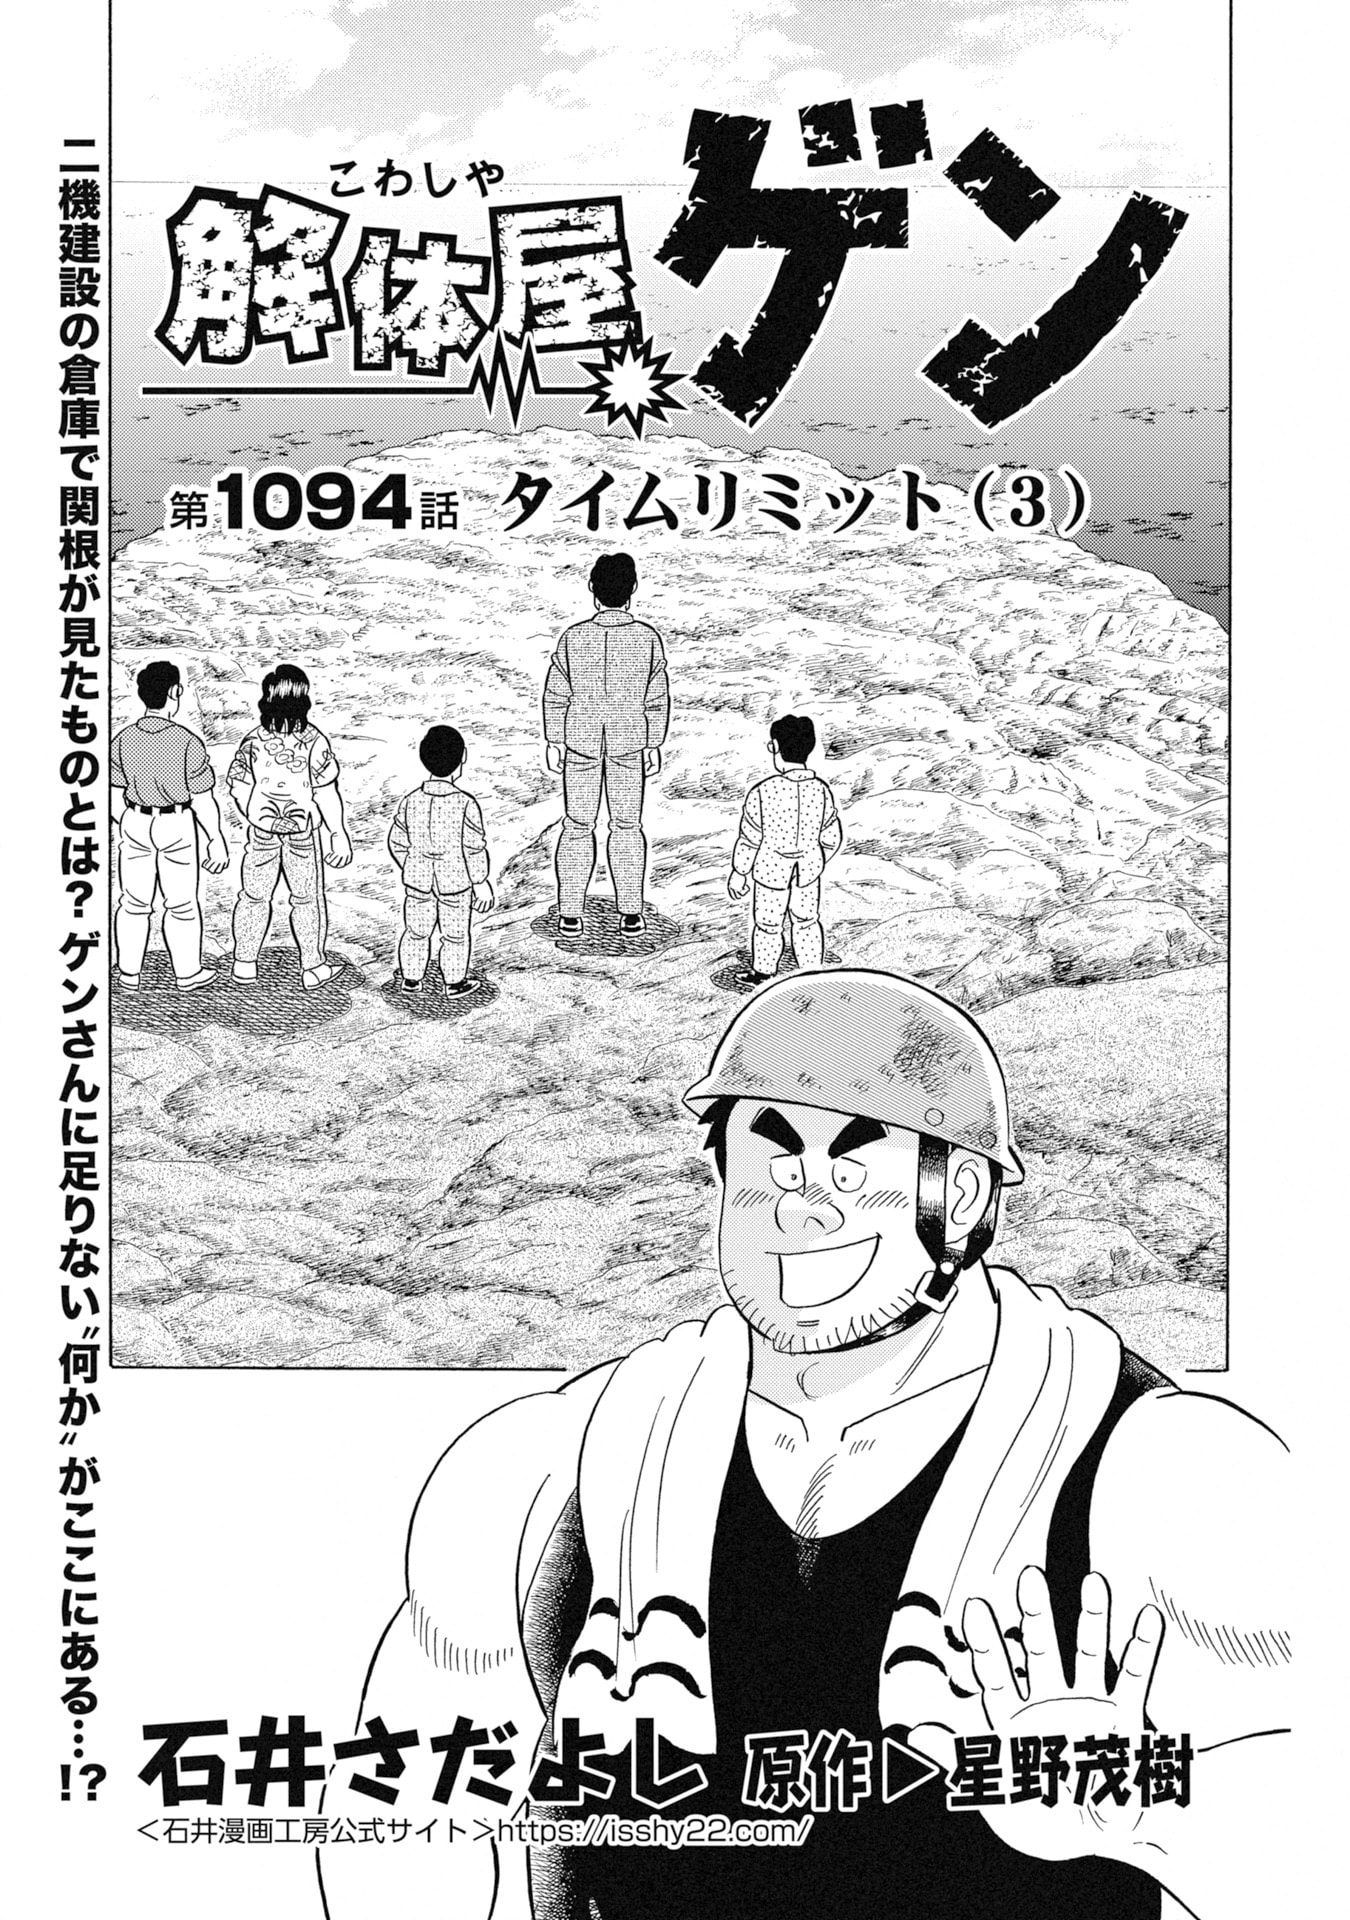 こわしや
解体屋ゲン
第1094話 タイムリミット(3)
二機建設の倉庫で関根が見たものとは?ゲンさんに足りない〝何か〟がここにある…!?
石井さだよし 原作▷星野茂樹
<石井漫画工房公式サイト>https://isshy22.com/